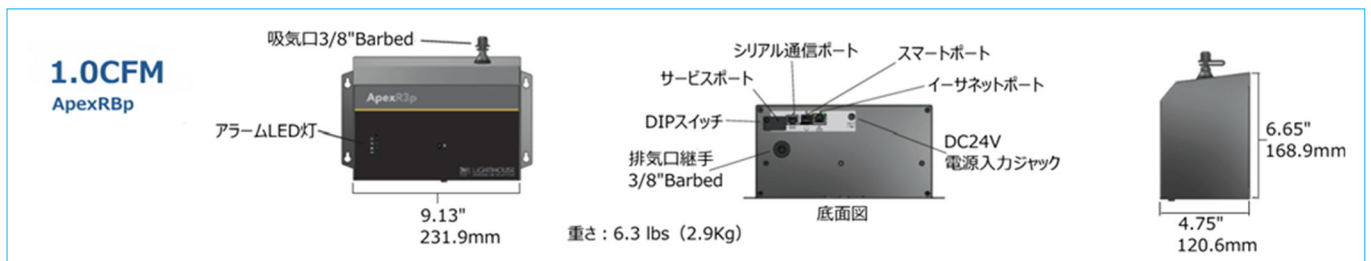 1.0CFM
ApexRBp
吸気口3/8"Barbed
ApexR3p
アラームLED灯
LIGHTHOUSE
9.13"
231.9mm
シリアル通信ポート
スマートポート
サービスポート
イーサネットポート
DIPスイッチ
DC24V
電源入力ジャック
排気口継手
3/8"Barbed
底面図
重さ：6.3 lbs（2.9Kg）
6.65"
168.9mm
4.75"
120.6mm